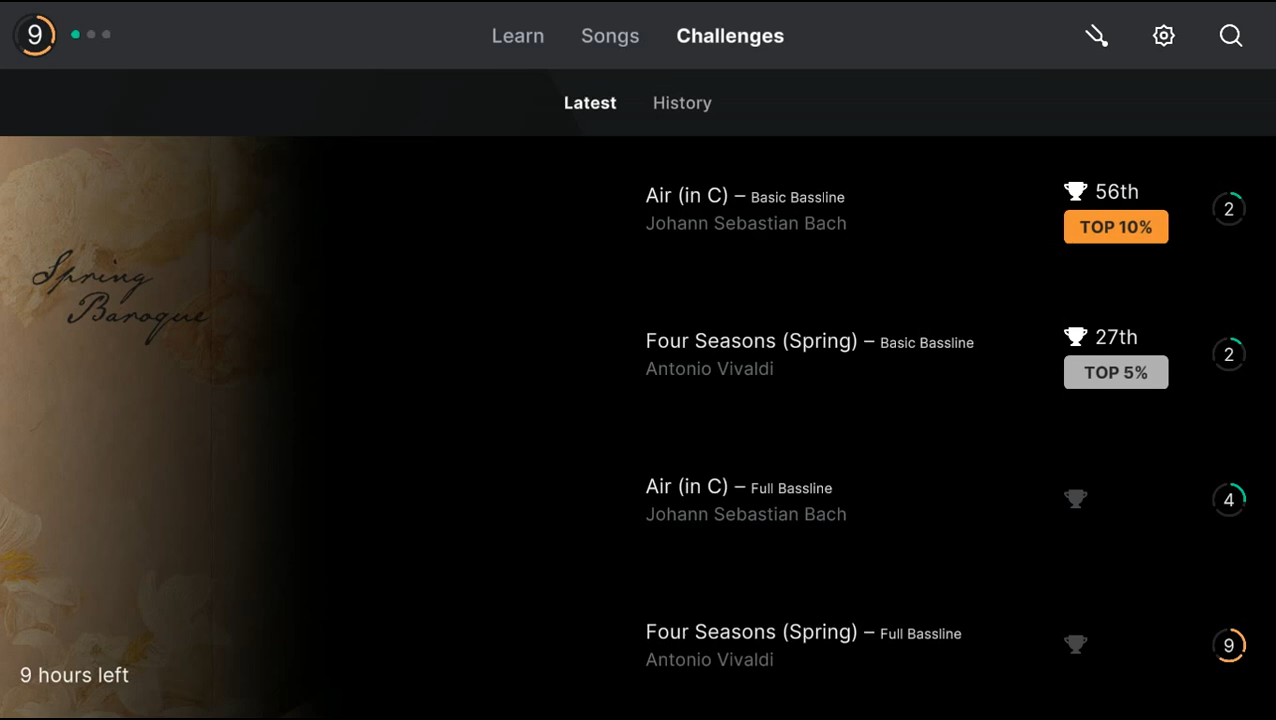 9
Learn Songs Challenges
Latest History
Spring
Baroque
9 hours left
Air (in C) – Basic Bassline
Johann Sebastian Bach
56th
TOP 10%
2
Four Seasons (Spring) – Basic Bassline
Antonio Vivaldi
27th
TOP 5%
2
Air (in C) – Full Bassline
Johann Sebastian Bach
4
Four Seasons (Spring) – Full Bassline
Antonio Vivaldi
9